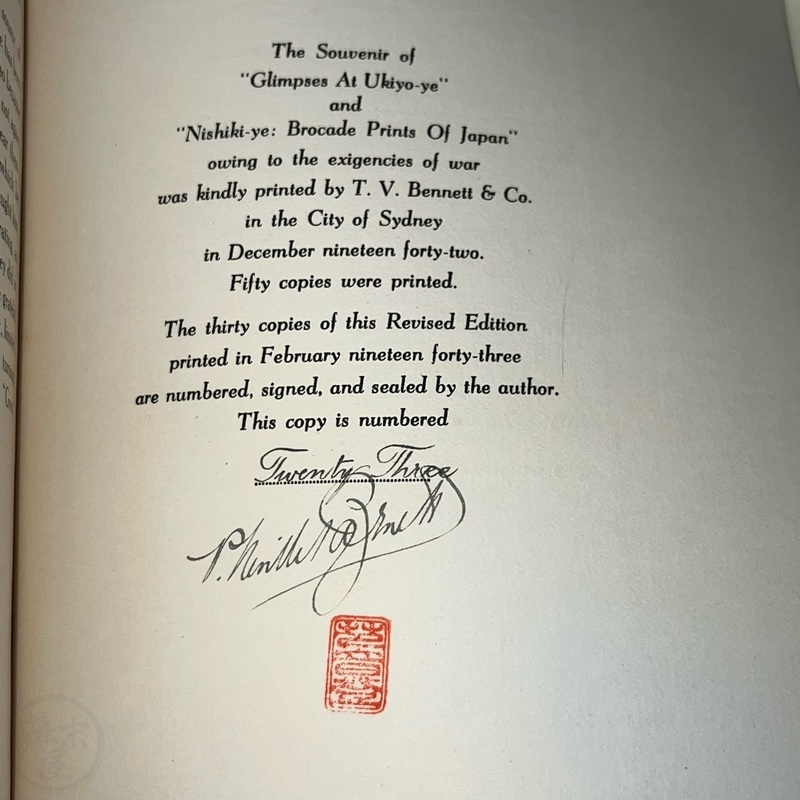 The Souvenir of
"Glimpses At Ukiyo-ye"
and
"Nishiki-ye: Brocade Prints Of Japan"
owing to the exigencies of war
was kindly printed by T. V. Bennett & Co.
in the City of Sydney
in December nineteen forty-two.
Fifty copies were printed.
The thirty copies of this Revised Edition
printed in February nineteen forty-three
are numbered, signed, and sealed by the author.
This copy is numbered
Twenty Three
P. Neville Barnett